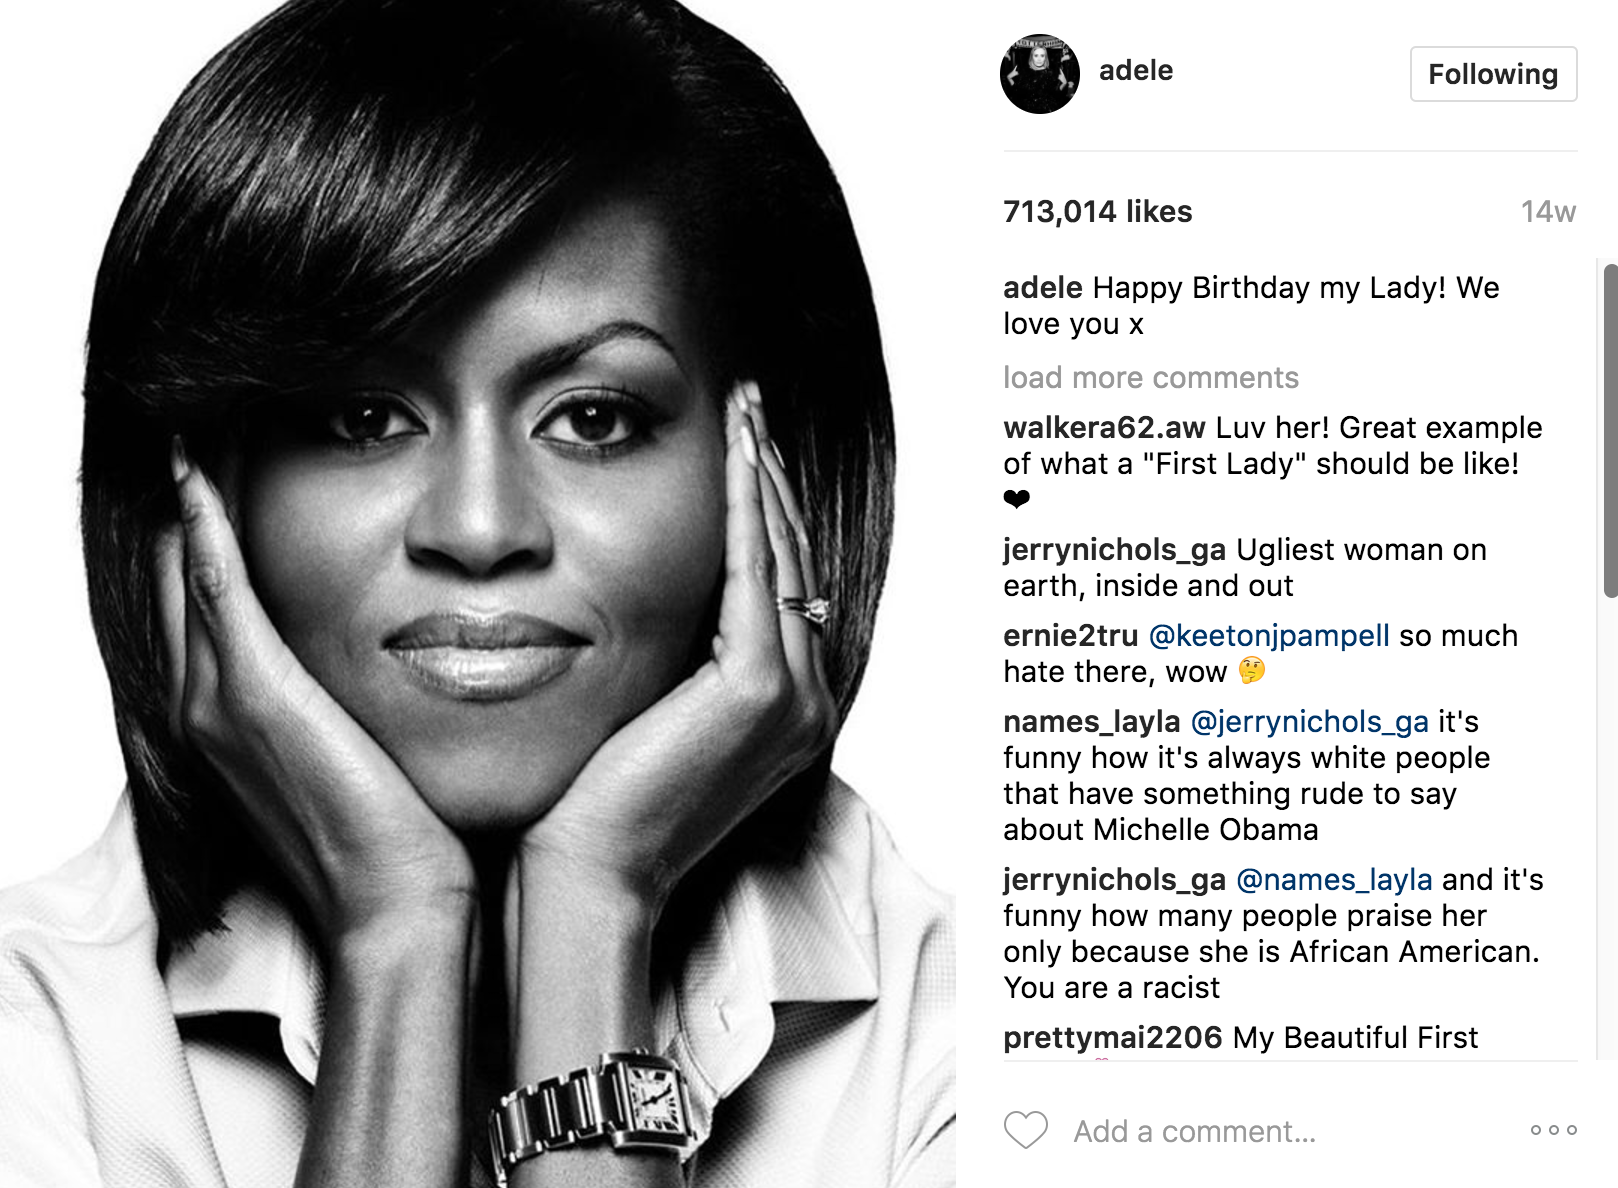 adele
Following
713,014 likes
14w
adele Happy Birthday my Lady! We
love you x
load more comments
walkera62.aw Luv her! Great example
of what a "First Lady" should be like!
❤
jerrynichols_ga Ugliest woman on
earth, inside and out
ernie2tru @keetonjpampell so much
hate there, wow 🤔
names_layla @jerrynichols_ga it's
funny how it's always white people
that have something rude to say
about Michelle Obama
jerrynichols_ga @names_layla and it's
funny how many people praise her
only because she is African American.
You are a racist
prettymai2206 My Beautiful First
Add a comment...